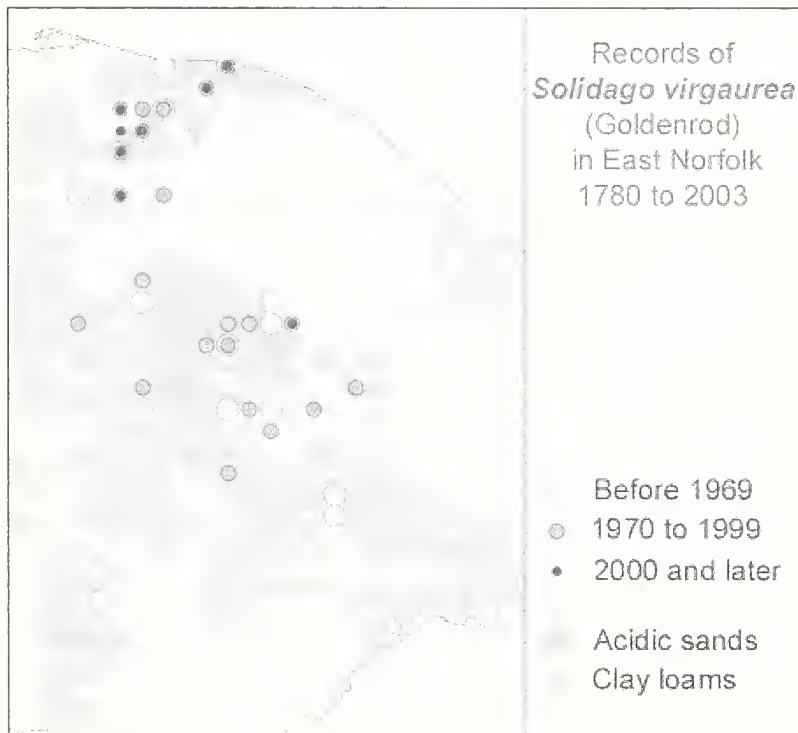 Records of
Solidago virgaurea
(Goldenrod)
in East Norfolk
1780 to 2003
Before 1969
1970 to 1999
2000 and later
Acidic sands
Clay loams